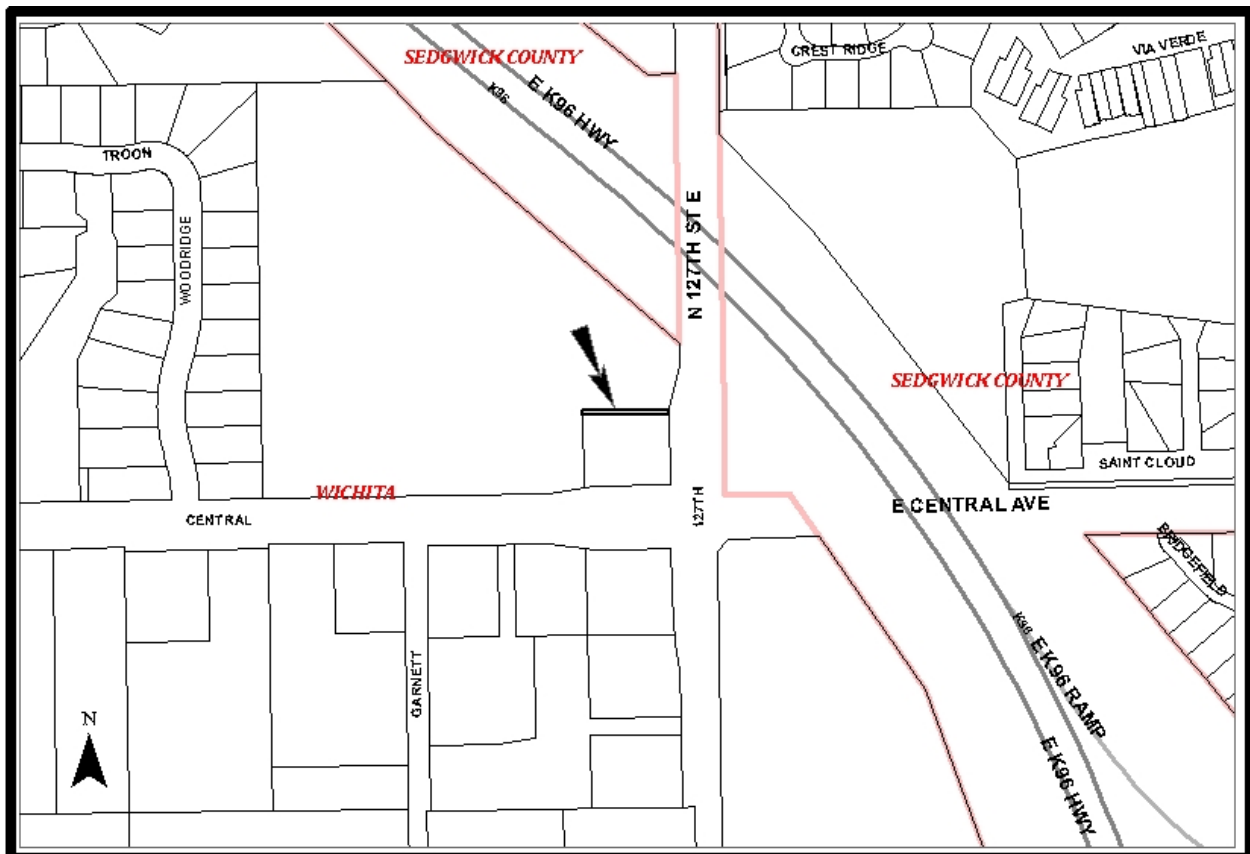 CREST RIDGE
VIA VERDE
SEDGWICK COUNTY
K96
E K96 HWY
TROON
WOODRIDGE
N 127TH ST E
SEDGWICK COUNTY
SAINT CLOUD
WICHITA
CENTRAL
127TH
E CENTRAL AVE
BRIDGEFIELD
K96
E K96 RAMP
GARNETT
N
E K96 HWY